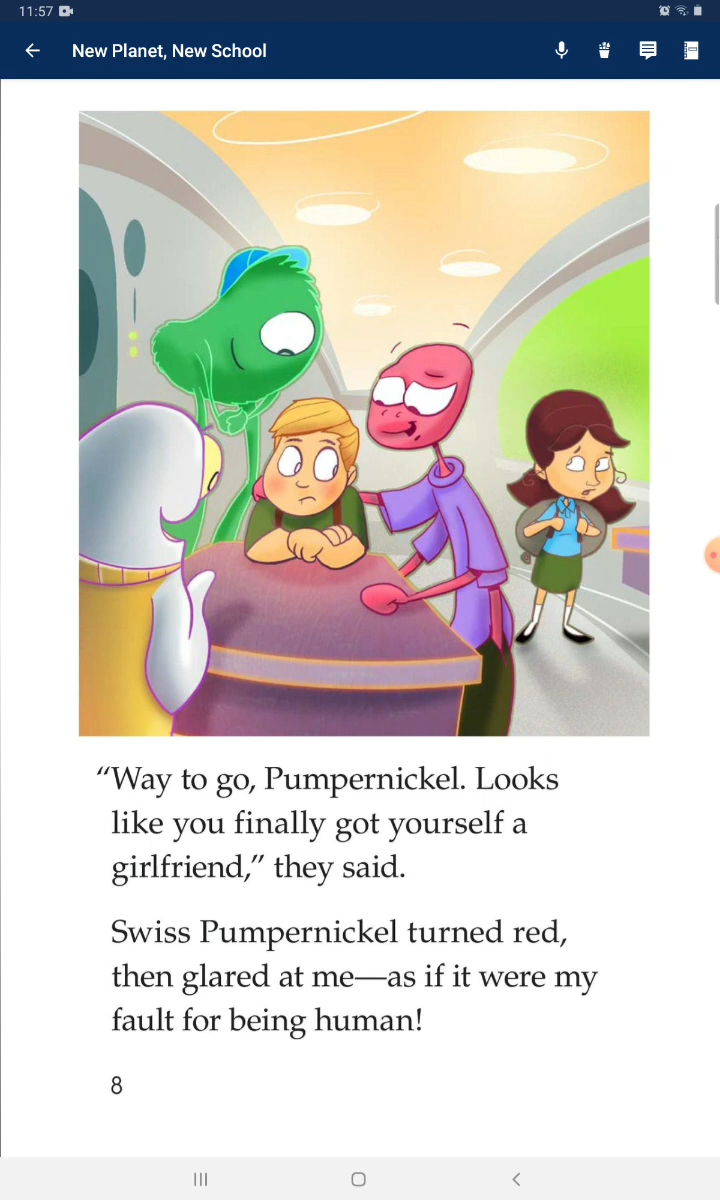 11:57
New Planet, New School
“Way to go, Pumpernickel. Looks
like you finally got yourself a
girlfriend,” they said.
Swiss Pumpernickel turned red,
then glared at me—as if it were my
fault for being human!
8